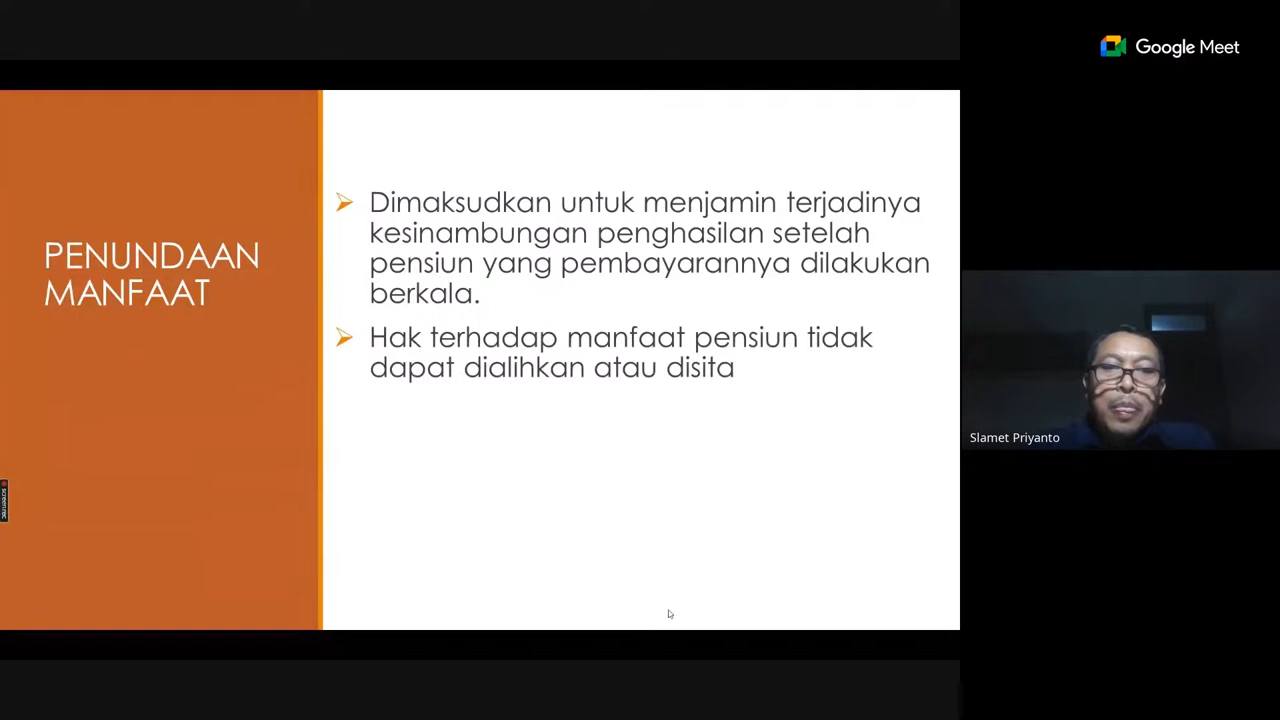 Google Meet
PENUNDAAN
MANFAAT
Dimaksudkan untuk menjamin terjadinya
kesinambungan penghasilan setelah
pensiun yang pembayarannya dilakukan
berkala.
Hak terhadap manfaat pensiun tidak
dapat dialihkan atau disita
Slamet Priyanto